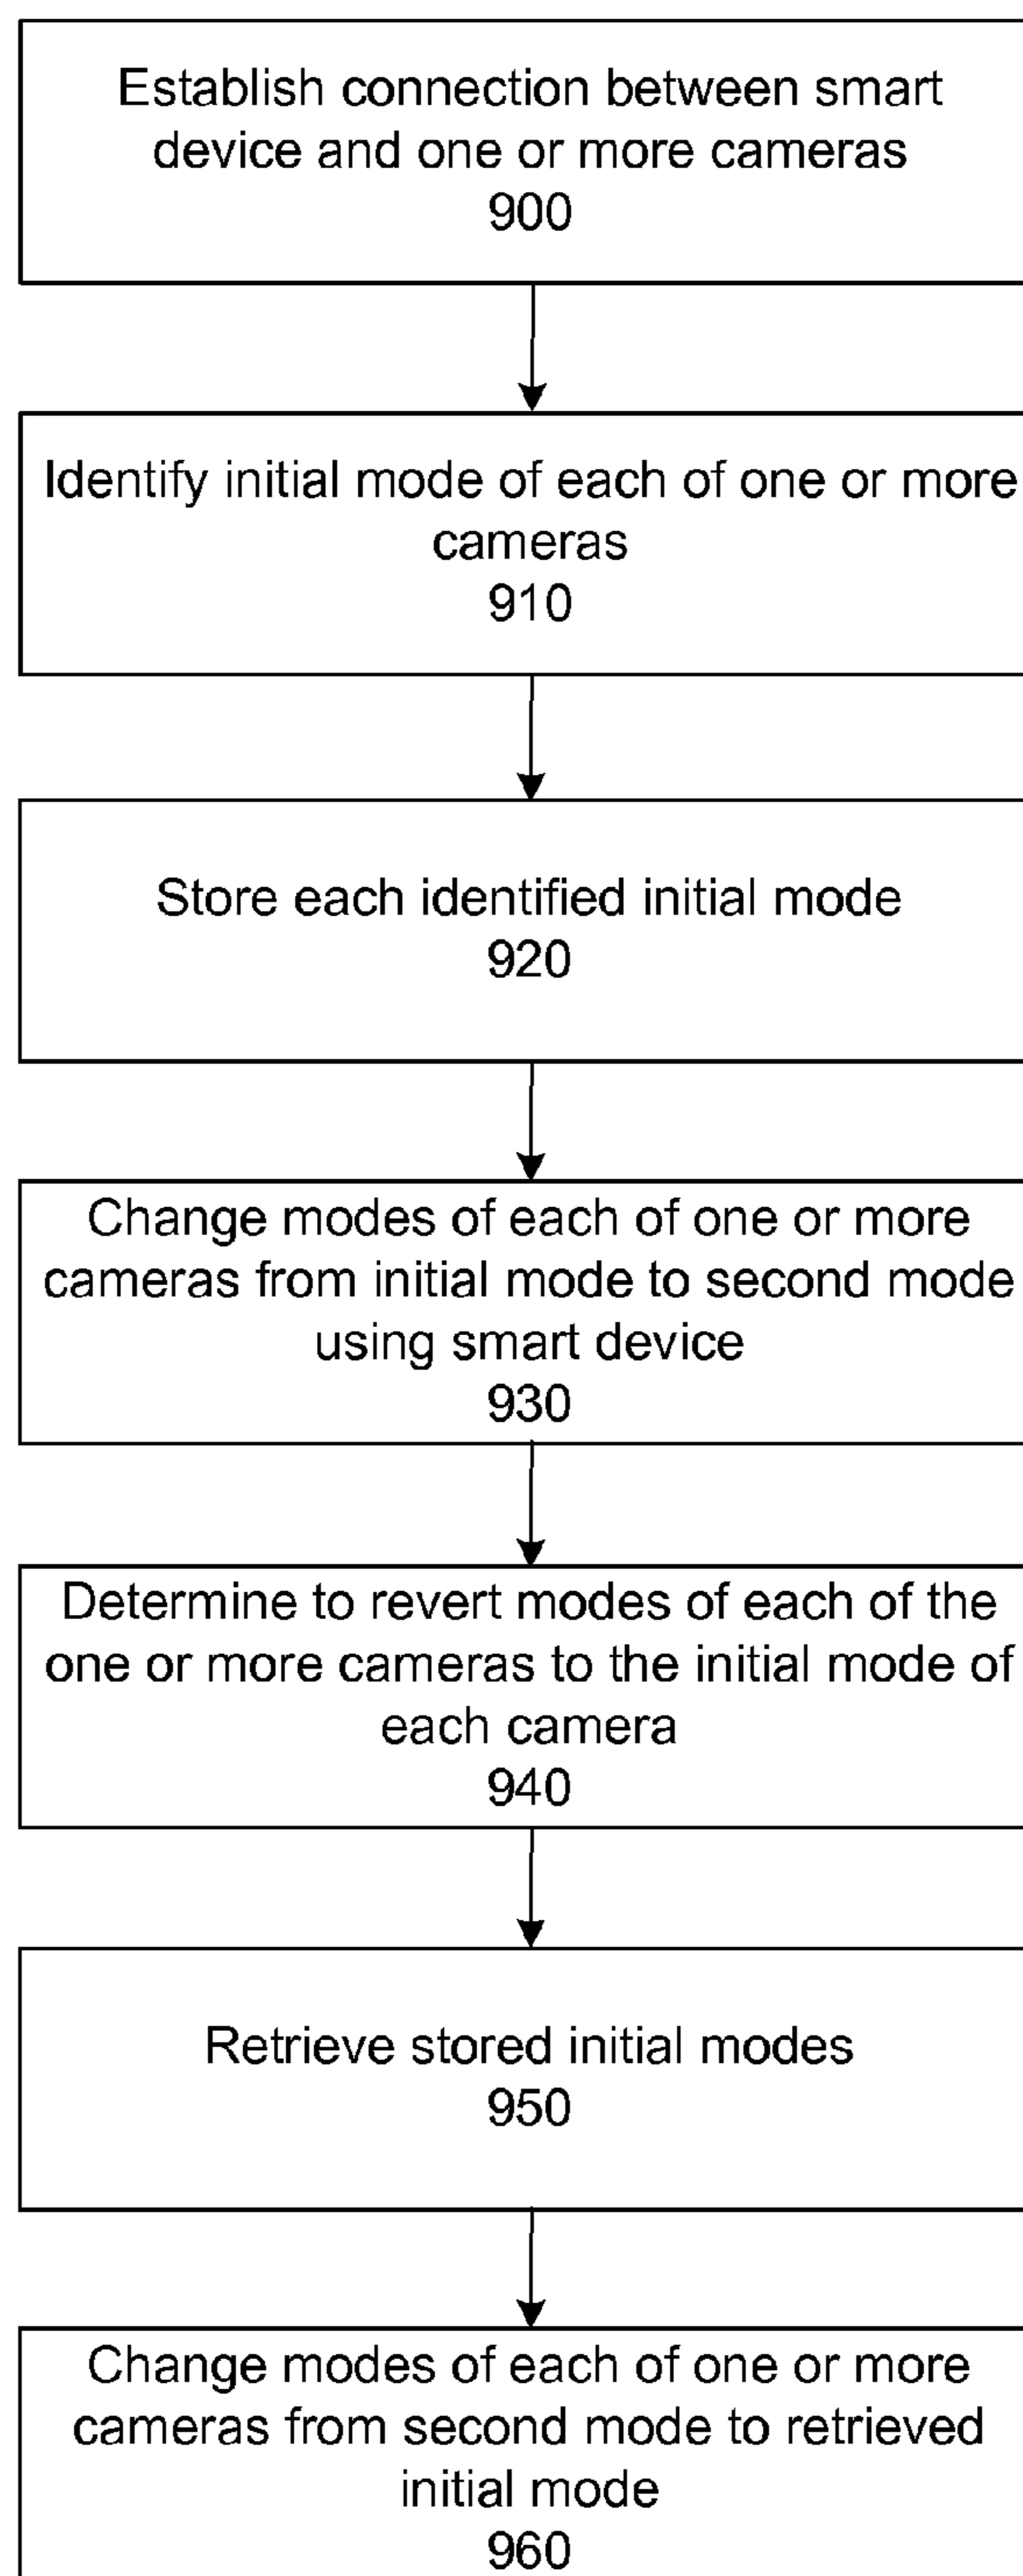 Establish connection between smart
device and one or more cameras
900
Identify initial mode of each of one or more
cameras
910
Store each identified initial mode
920
Change modes of each of one or more
cameras from initial mode to second mode
using smart device
930
Determine to revert modes of each of the
one or more cameras to the initial mode of
each camera
940
Retrieve stored initial modes
950
Change modes of each of one or more
cameras from second mode to retrieved
initial mode
960